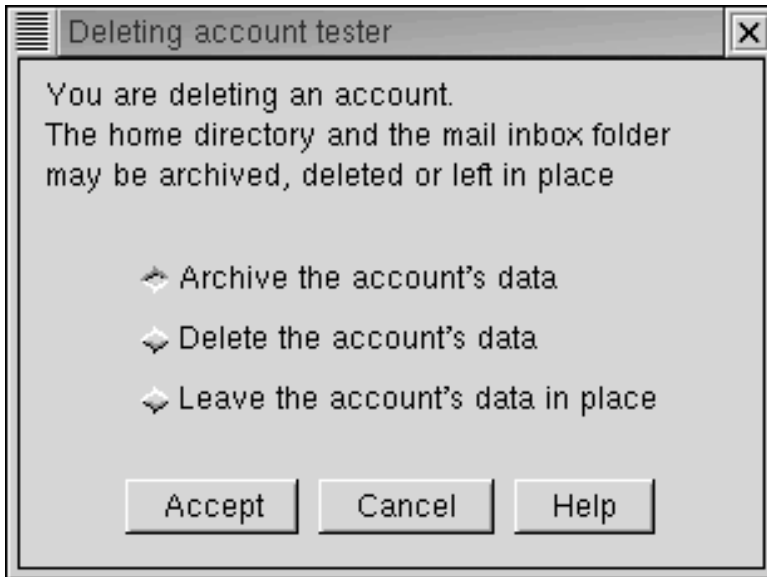 Deleting account tester
You are deleting an account.
The home directory and the mail inbox folder
may be archived, deleted or left in place
Archive the account's data
Delete the account's data
Leave the account's data in place
Accept Cancel Help